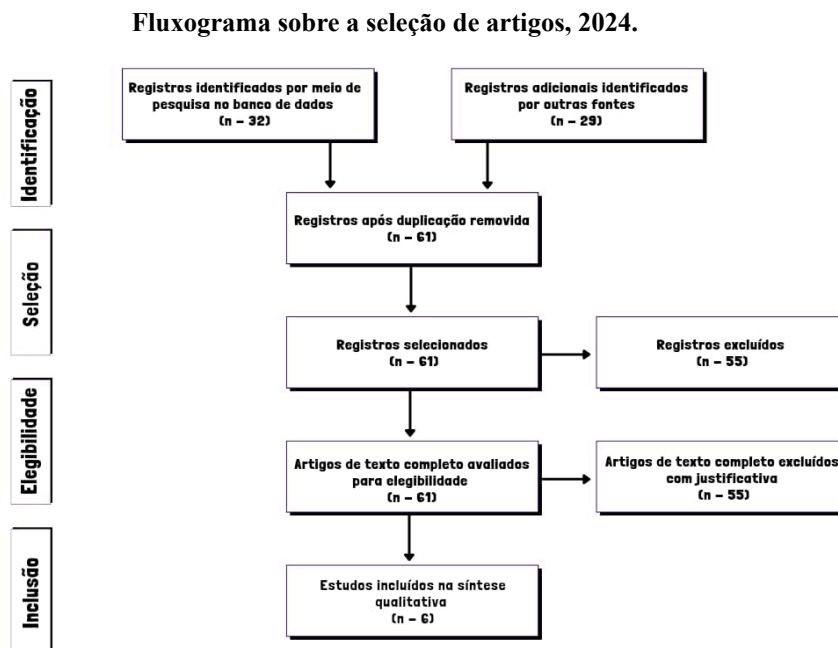 Fluxograma sobre a seleção de artigos, 2024.
Identificação
Registros identificados por meio de
pesquisa no banco de dados
(n – 32)
Registros adicionais identificados
por outras fontes
(n – 29)
Registros após duplicação removida
(n – 61)
Seleção
Registros selecionados
(n – 61)
Registros excluídos
(n – 55)
Elegibilidade
Artigos de texto completo avaliados
para elegibilidade
(n – 61)
Artigos de texto completo excluídos
com justificativa
(n – 55)
Inclusão
Estudos incluídos na síntese
qualitativa
(n – 6)